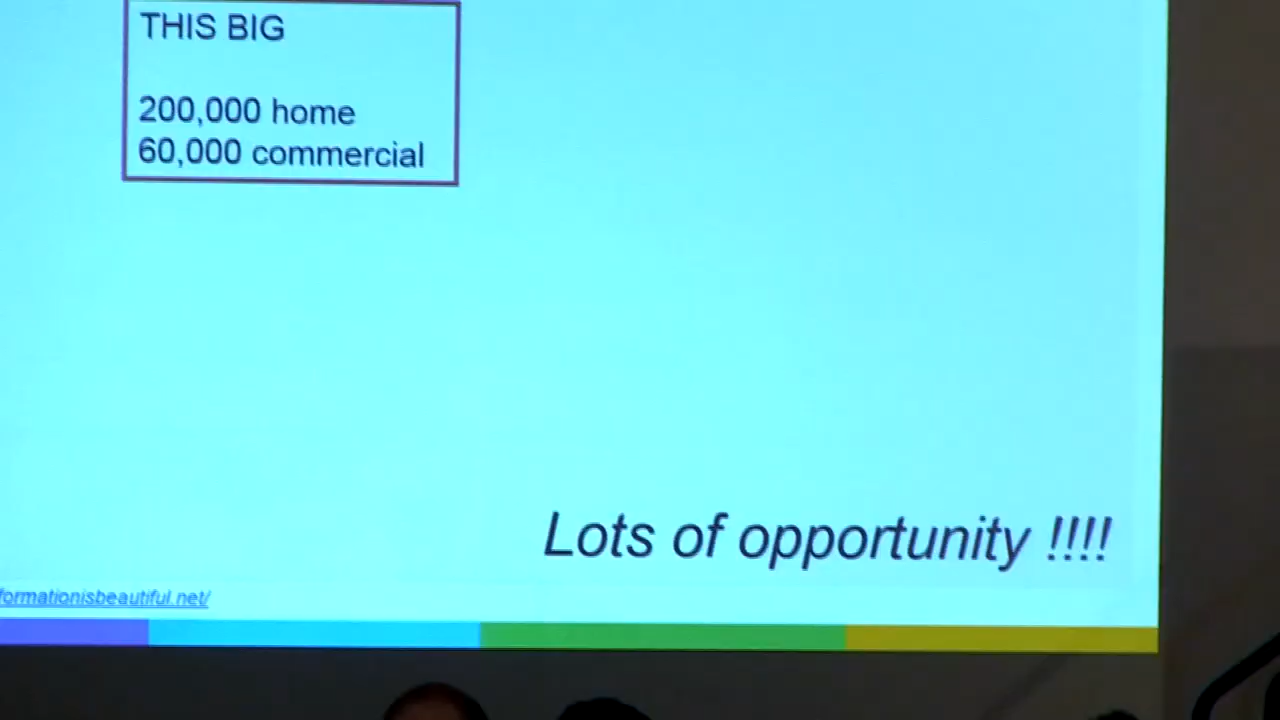 THIS BIG
200,000 home
60,000 commercial
Lots of opportunity !!!!
formationisbeautiful.net/